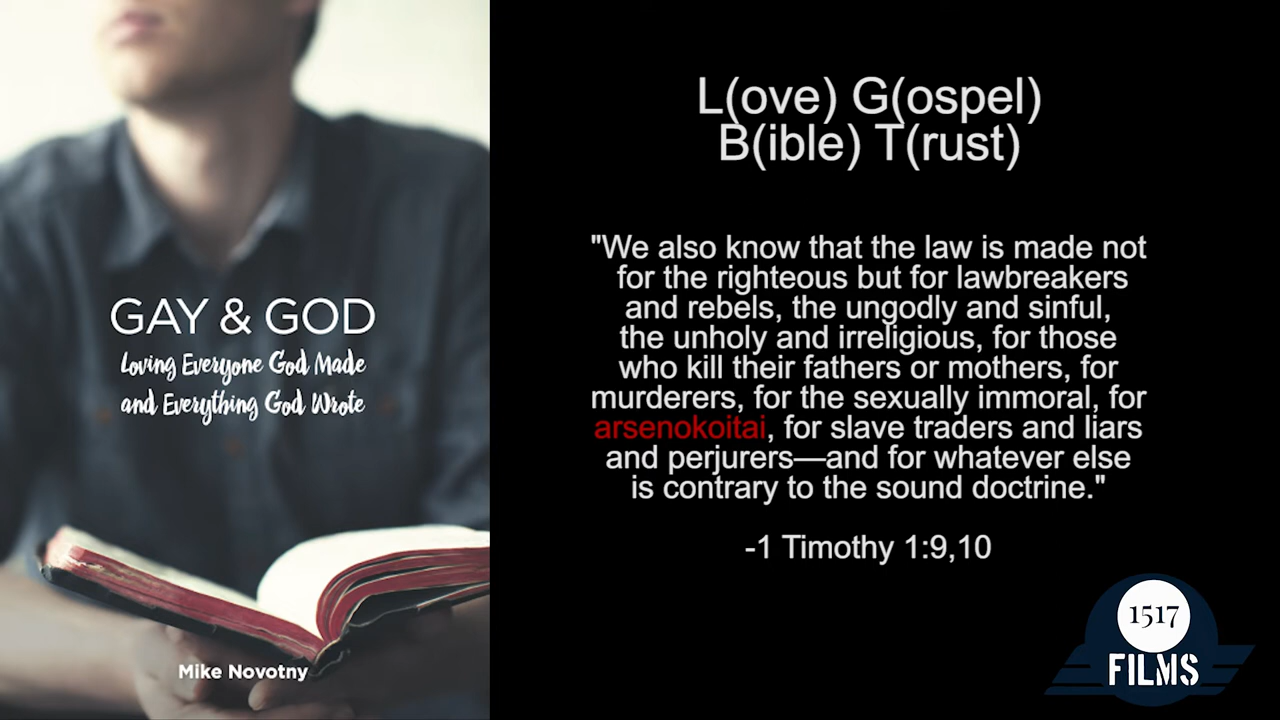 GAY & GOD
Loving Everyone God Made
and Everything God Wrote
Mike Novotny
L(ove) G(ospel)
B(ible) T(rust)
"We also know that the law is made not
for the righteous but for lawbreakers
and rebels, the ungodly and sinful,
the unholy and irreligious, for those
who kill their fathers or mothers, for
murderers, for the sexually immoral, for
arsenokoitai, for slave traders and liars
and perjurers—and for whatever else
is contrary to the sound doctrine."
-1 Timothy 1:9,10
1517
FILMS